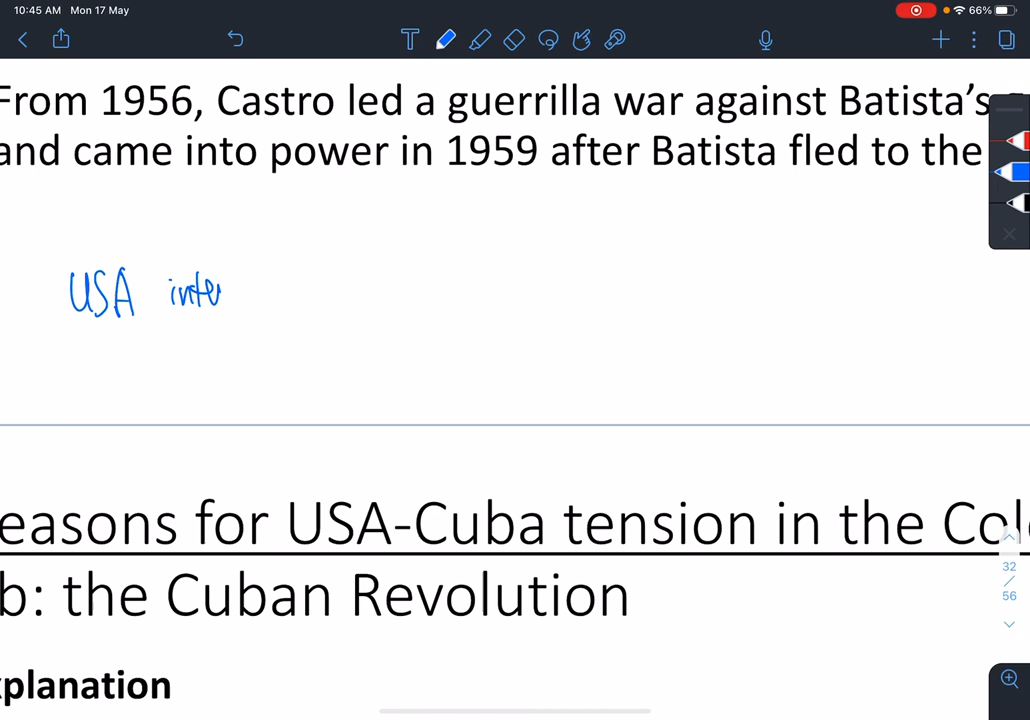 10:45 AM Mon 17 May 66%
From 1956, Castro led a guerrilla war against Batista's
and came into power in 1959 after Batista fled to the
USA inter
easons for USA-Cuba tension in the Col
b: the Cuban Revolution
xplanation
32
/
56